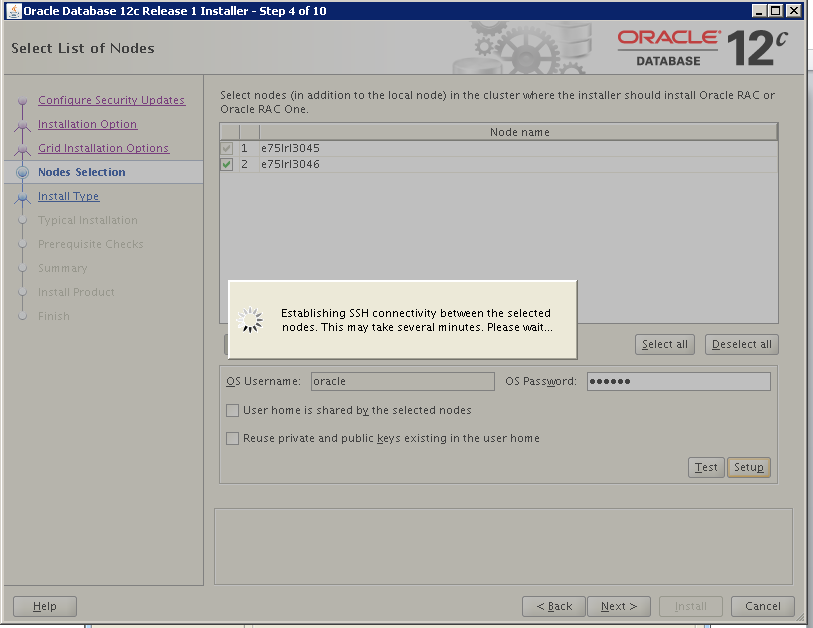 Oracle Database 12c Release 1 Installer - Step 4 of 10
Select List of Nodes
ORACLE
DATABASE
12c
Configure Security Updates
Installation Option
Grid Installation Options
Nodes Selection
Install Type
Typical Installation
Prerequisite Checks
Summary
Install Product
Finish
Select nodes (in addition to the local node) in the cluster where the installer should install Oracle RAC or
Oracle RAC One.
Node name
1 e75lrl3045
2 e75lrl3046
Establishing SSH connectivity between the selected
nodes. This may take several minutes. Please wait...
Select all Deselect all
OS Username: oracle OS Password: ●●●●●●
User home is shared by the selected nodes
Reuse private and public keys existing in the user home
Test Setup
Help < Back Next > Install Cancel